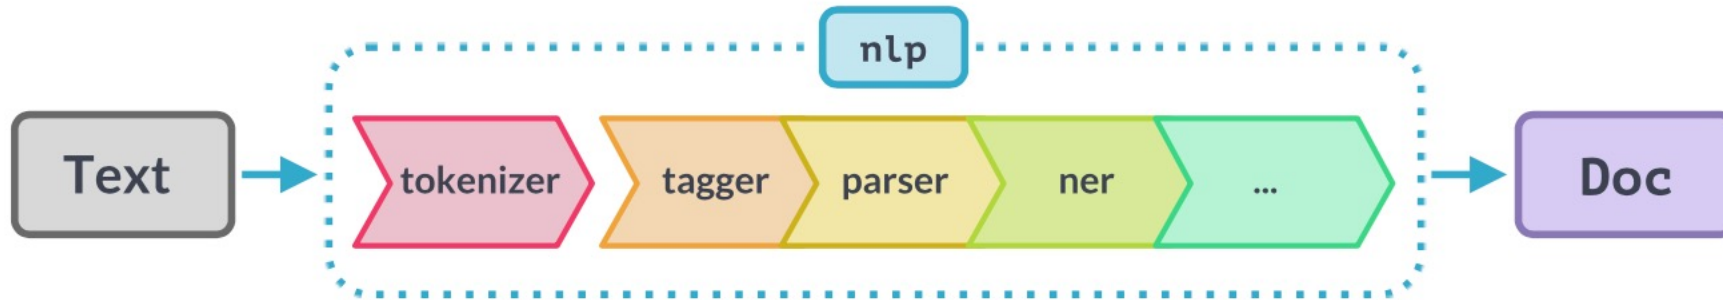 nlp
Text
tokenizer
tagger
parser
ner
...
Doc